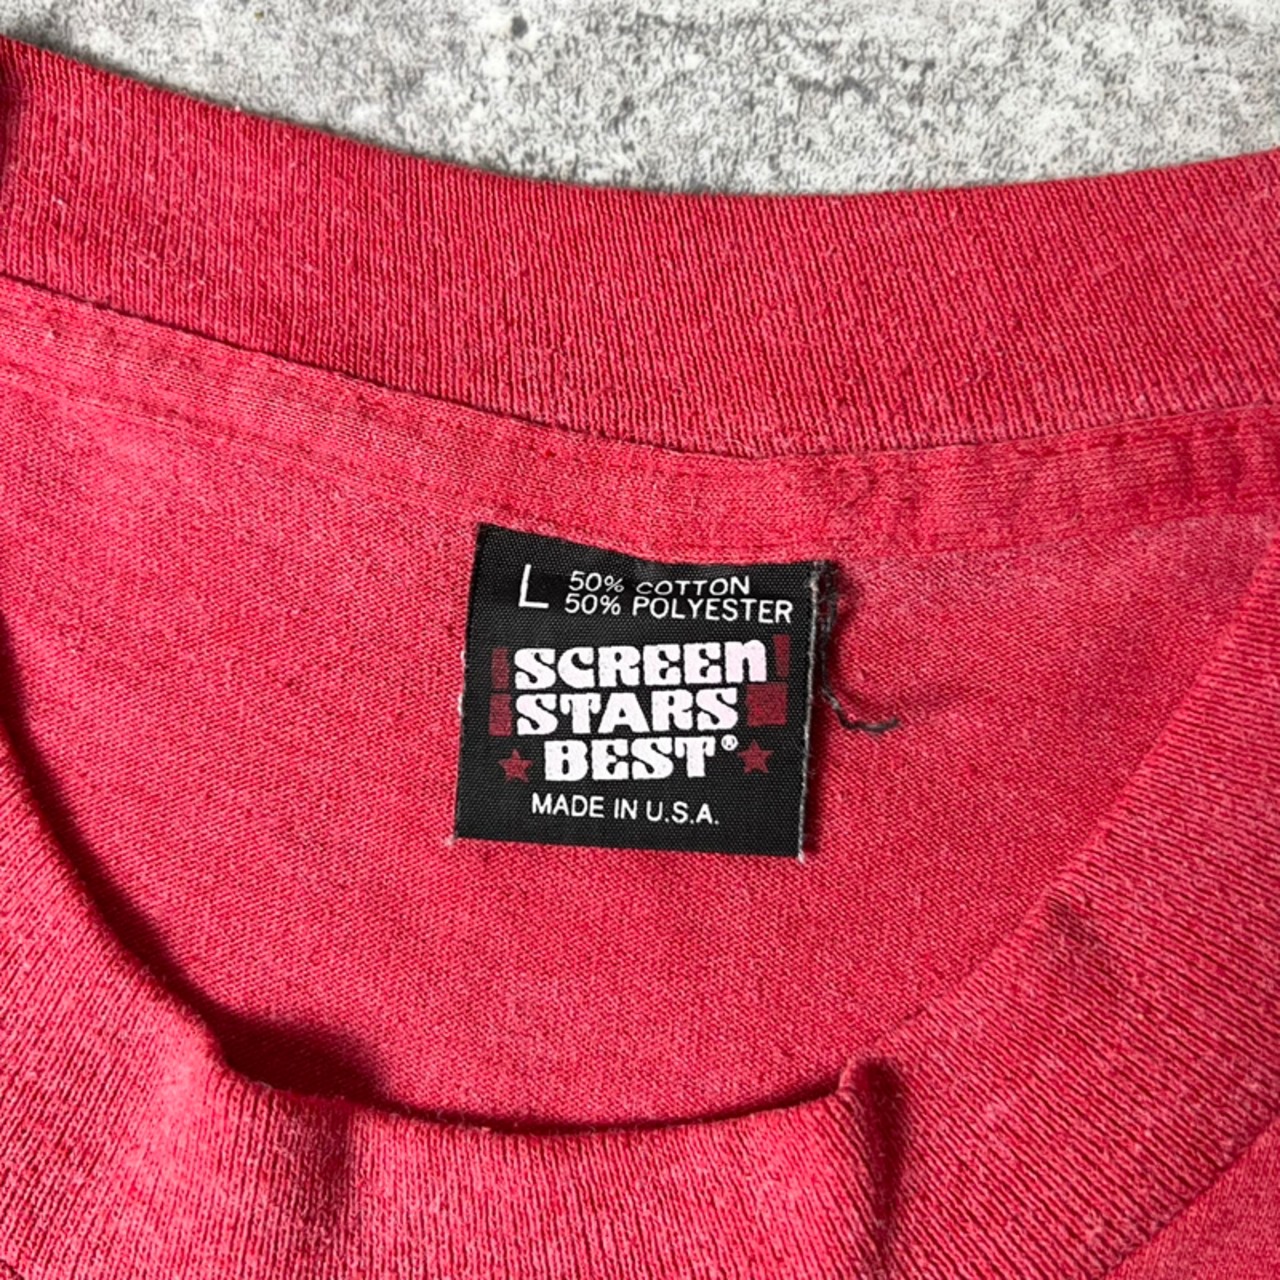 L 50% COTTON
50% POLYESTER
SCREEN
STARS
BEST®
MADE IN U.S.A.